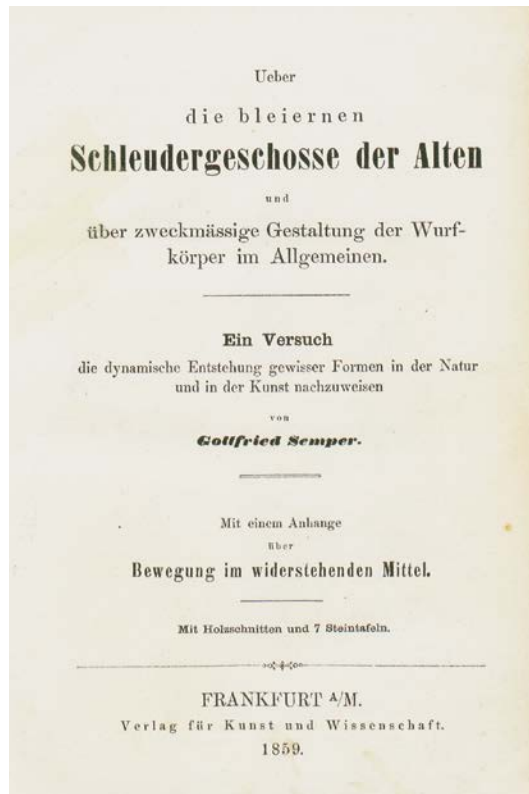 Ueber
die bleiernen
Schleudergeschosse der Alten
und
über zweckmässige Gestaltung der Wurf-
körper im Allgemeinen.
Ein Versuch
die dynamische Entstehung gewisser Formen in der Natur
und in der Kunst nachzuweisen
von
Gottfried Semper.
Mit einem Anhange
über
Bewegung im widerstehenden Mittel.
Mit Holzschnitten und 7 Steintafeln.
FRANKFURT A/M.
Verlag für Kunst und Wissenschaft.
1859.